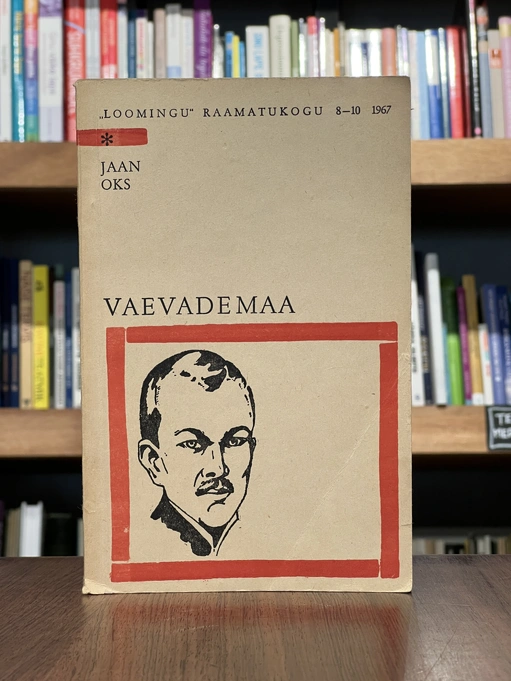 „LOOMINGU“ RAAMATUKOGU 8—10 1967
*
JAAN
OKS
VAEVADEMAA